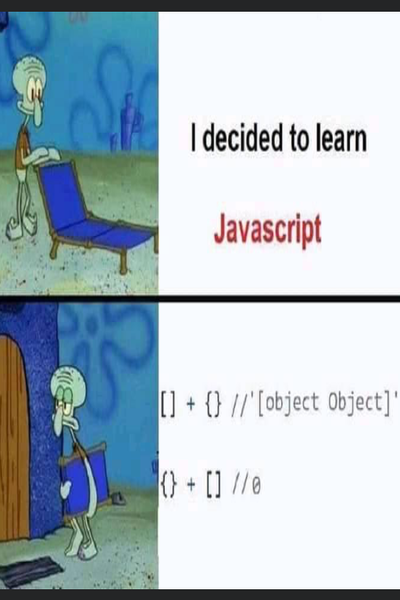 I decided to learn
Javascript
[] + {} //'[object Object]'
{} + [] //0